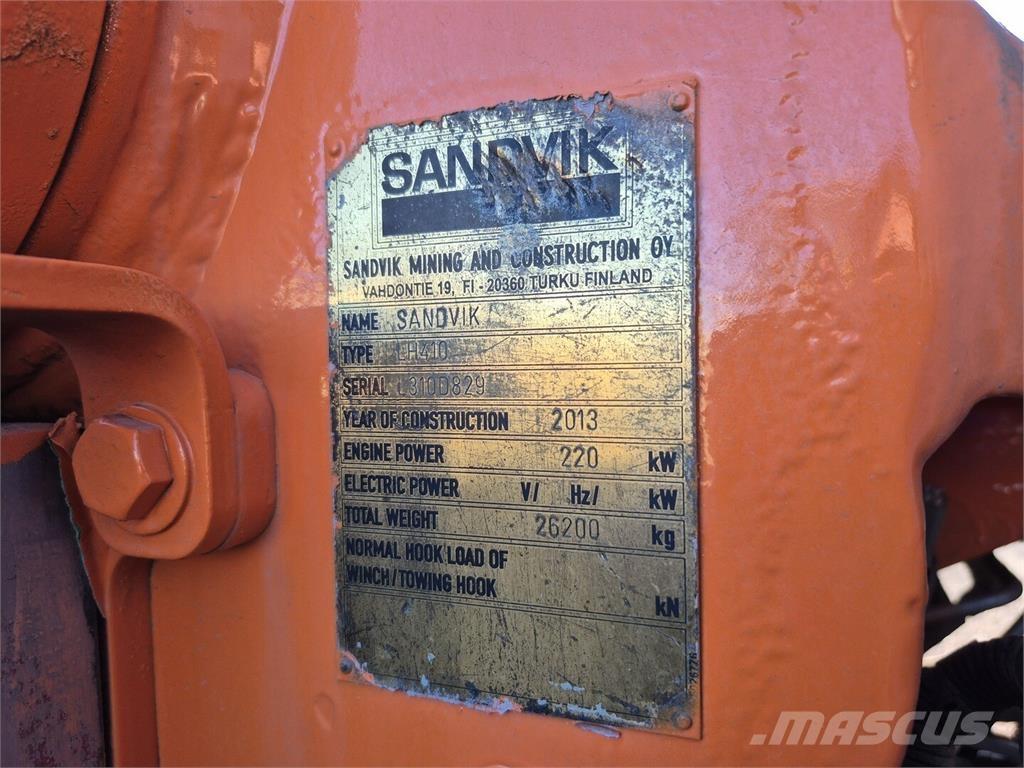 SANDVIK
SANDVIK MINING AND CONSTRUCTION OY
VAHDONTIE 19, FI - 20360 TURKU FINLAND
NAME SANDVIK
TYPE LH410
SERIAL L310D829
YEAR OF CONSTRUCTION 2013
ENGINE POWER 220 kW
ELECTRIC POWER V/ Hz/ kW
TOTAL WEIGHT 26200 kg
NORMAL HOOK LOAD OF
WINCH/TOWING HOOK kN
MASCUS